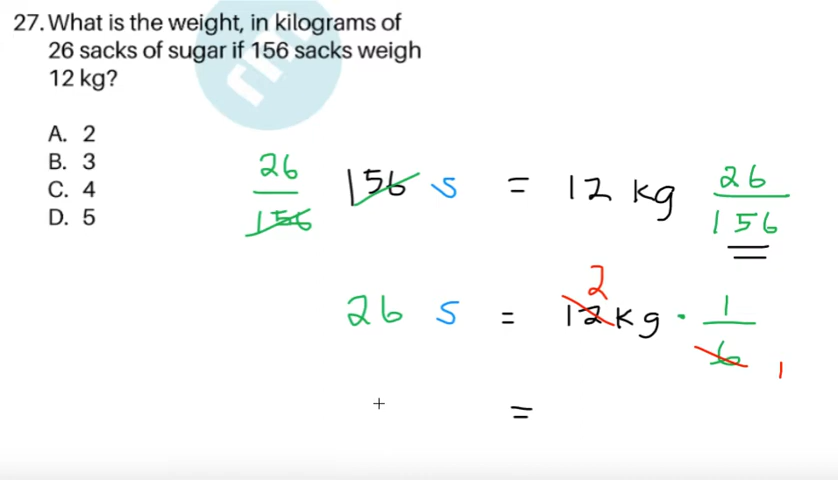 27. What is the weight, in kilograms of
26 sacks of sugar if 156 sacks weigh
12 kg?
A. 2
B. 3
C. 4
D. 5
26/156 156 s = 12 kg 26/156
26 s = 12 2 kg · 1/6 1
=